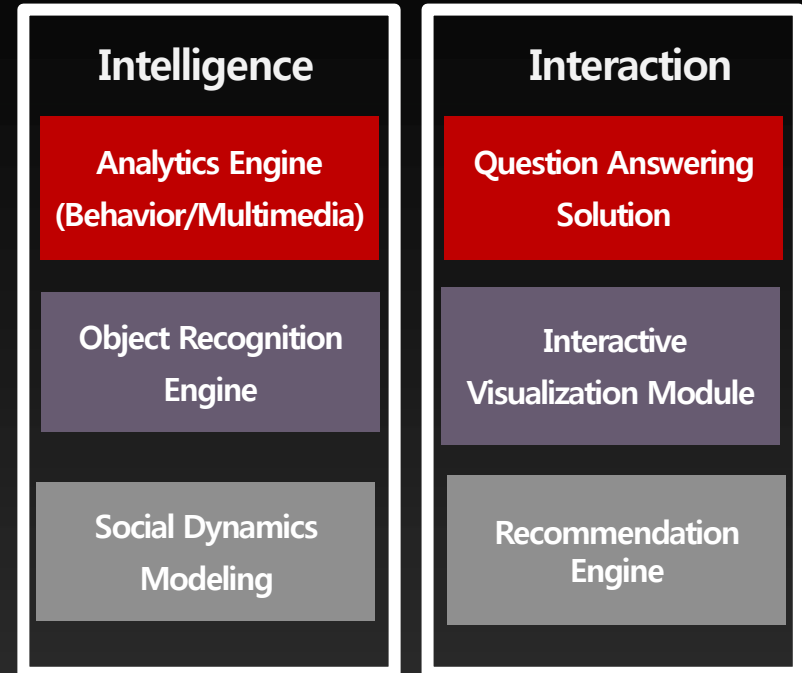 Intelligence
Analytics Engine
(Behavior/Multimedia)
Object Recognition
Engine
Social Dynamics
Modeling
Interaction
Question Answering
Solution
Interactive
Visualization Module
Recommendation
Engine